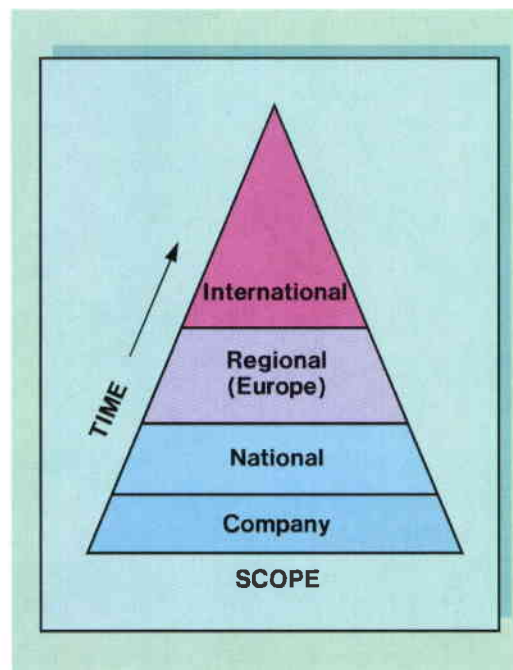 International
Regional
(Europe)
TIME
National
Company
SCOPE